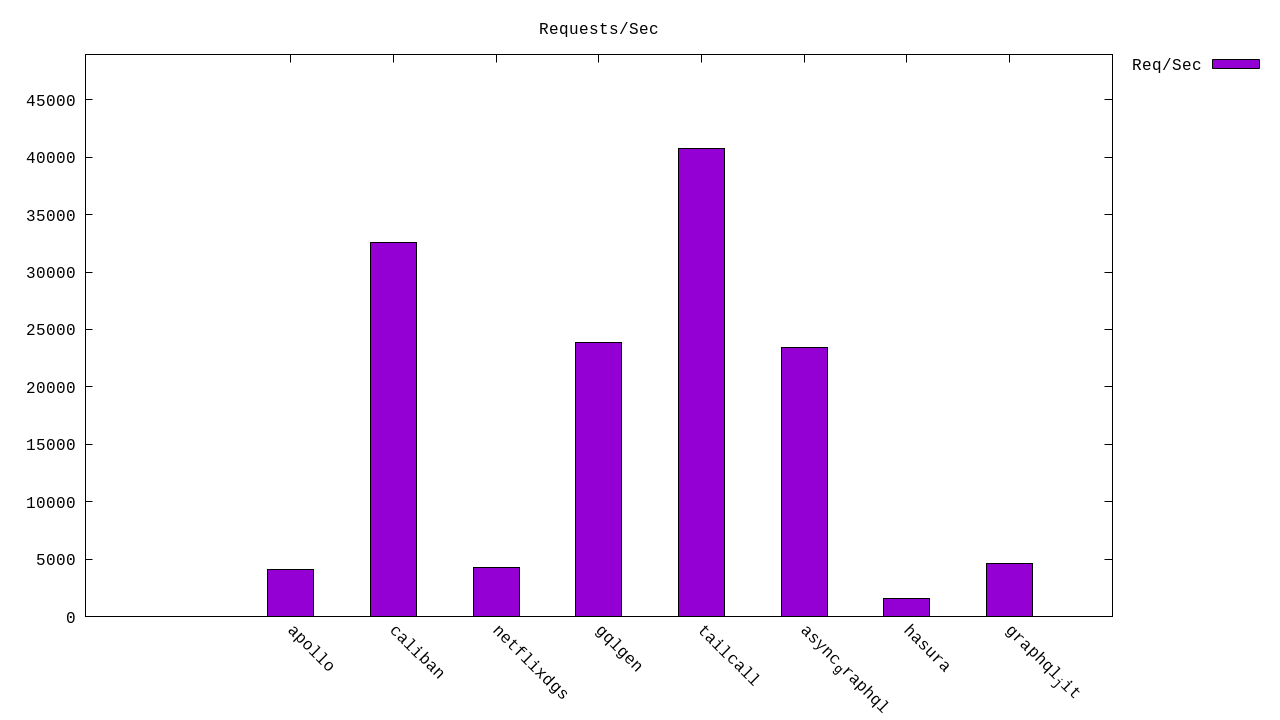 Requests/Sec
Req/Sec
45000
40000
35000
30000
25000
20000
15000
10000
5000
0
apollo
caliban
netflixdgs
gqlgen
tailcall
async_graphql
hasura
graphql_jit